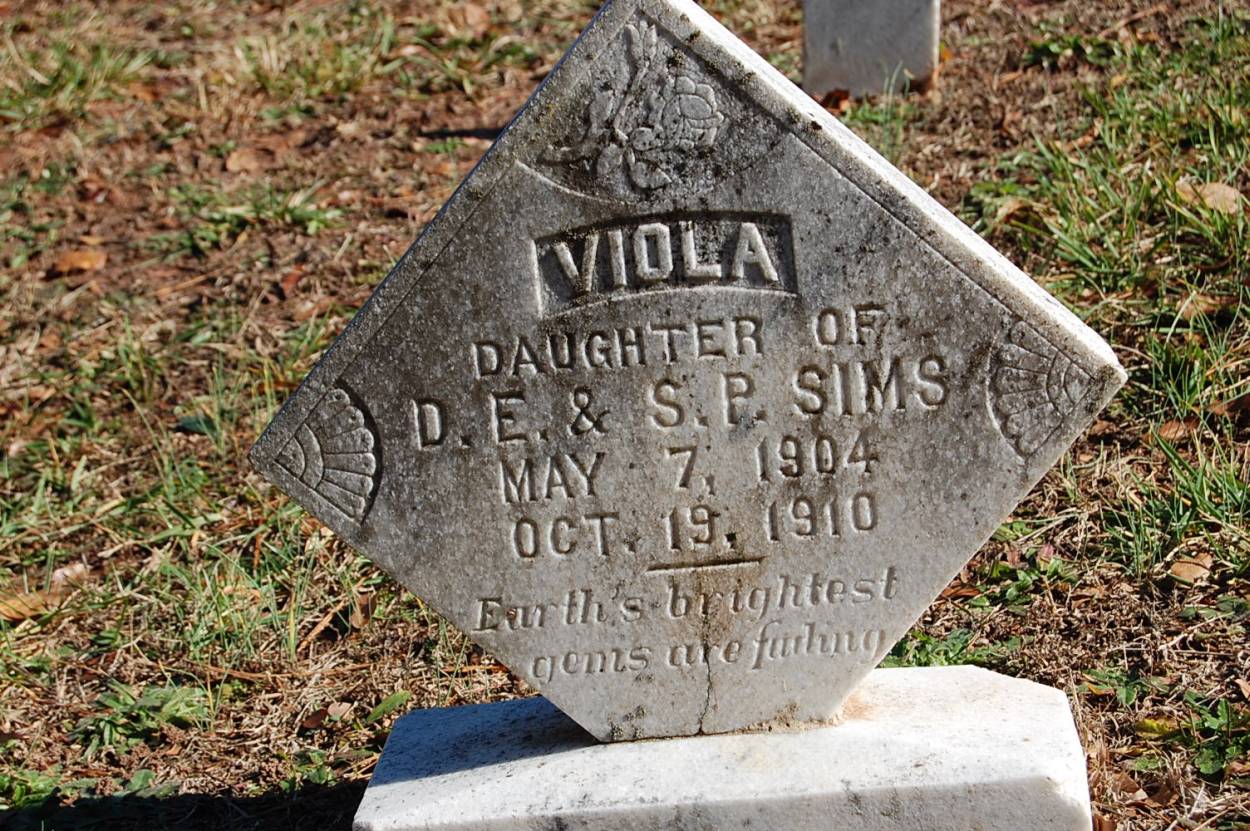 VIOLA
DAUGHTER OF
D. E. & S. P. SIMS
MAY 7, 1904
OCT. 19. 1910
Earth's brightest
gems are fading